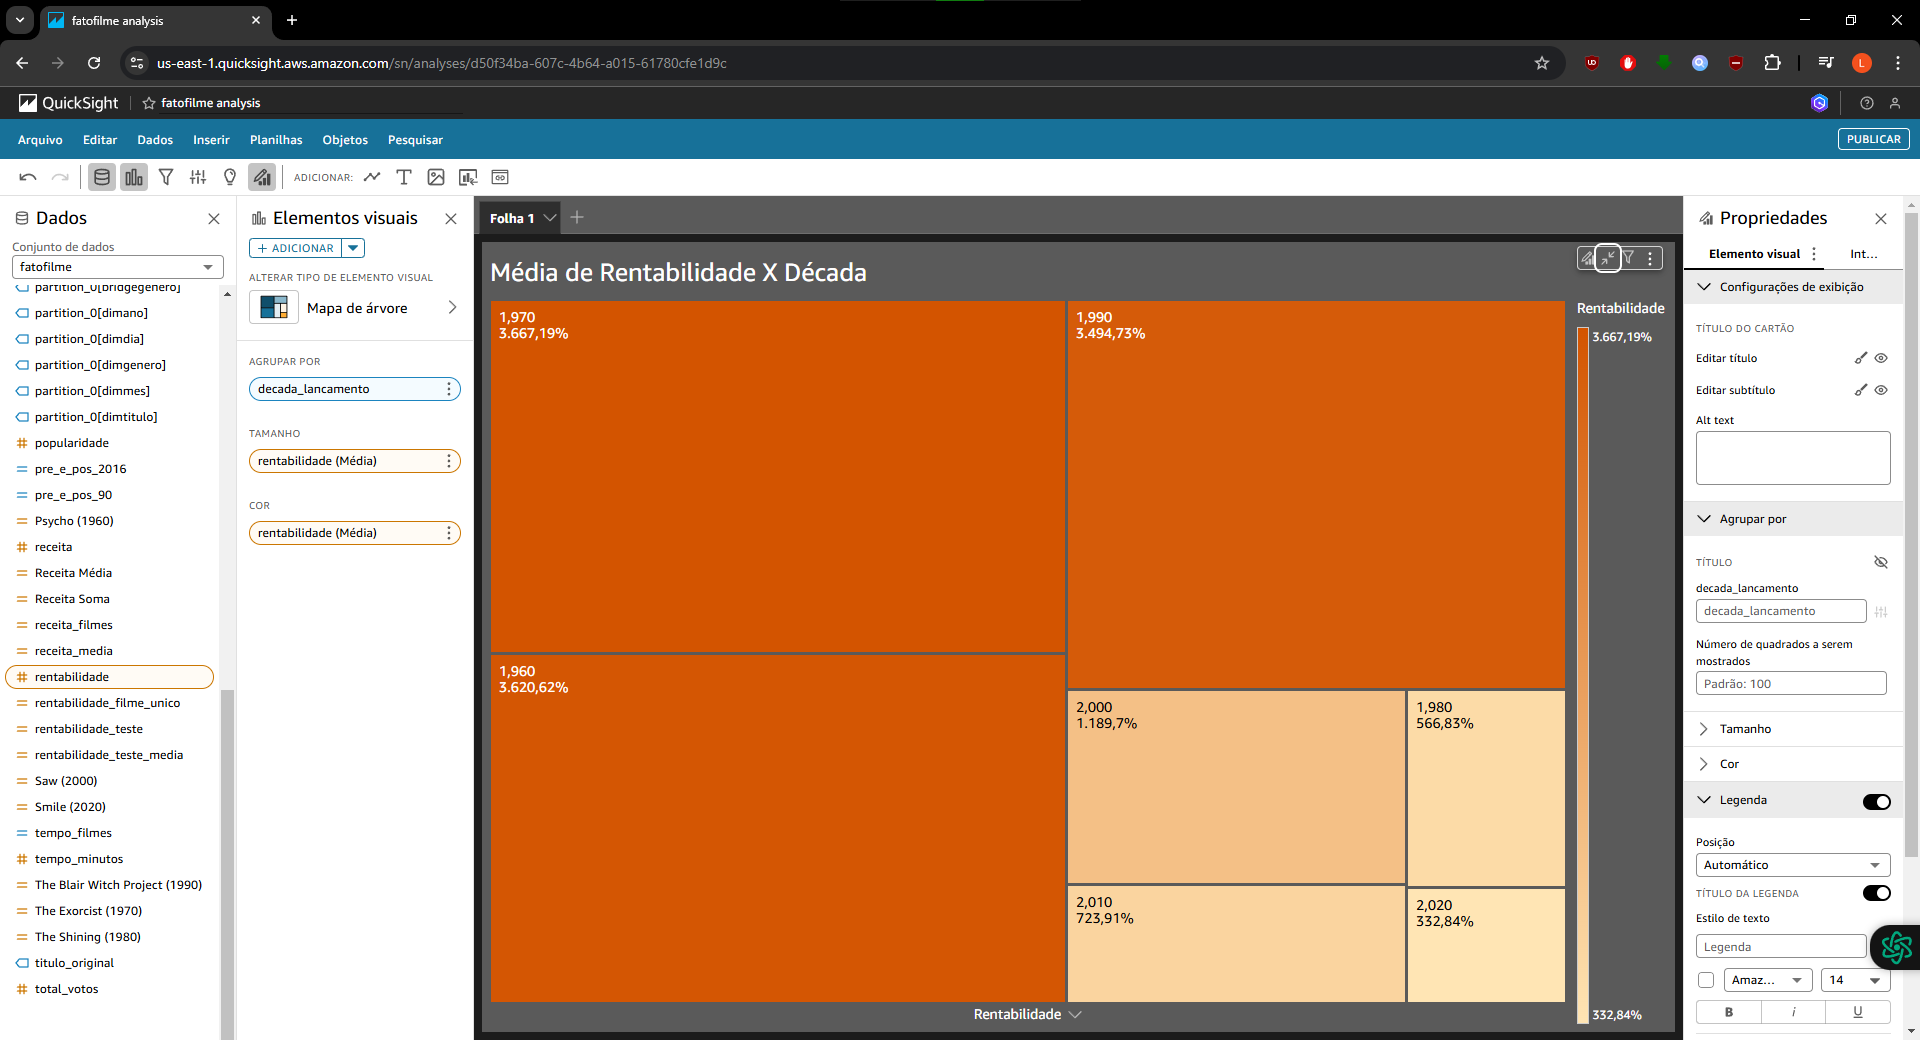 fatofilme analysis
us-east-1.quicksight.aws.amazon.com/sn/analyses/d50f34ba-607c-4b64-a015-61780cfe1d9c
L
QuickSight
fatofilme analysis
Arquivo
Editar
Dados
Inserir
Planilhas
Objetos
Pesquisar
PUBLICAR
ADICIONAR:
Dados
Conjunto de dados
fatofilme
partition_0[bridgegenero]
partition_0[dimano]
partition_0[dimdia]
partition_0[dimgenero]
partition_0[dimmes]
partition_0[dimtitulo]
popularidade
pre_e_pos_2016
pre_e_pos_90
Psycho (1960)
receita
Receita Média
Receita Soma
receita_filmes
receita_media
rentabilidade
rentabilidade_filme_unico
rentabilidade_teste
rentabilidade_teste_media
Saw (2000)
Smile (2020)
tempo_filmes
tempo_minutos
The Blair Witch Project (1990)
The Exorcist (1970)
The Shining (1980)
titulo_original
total_votos
Elementos visuais
ADICIONAR
ALTERAR TIPO DE ELEMENTO VISUAL
Mapa de árvore
AGRUPAR POR
decada_lancamento
TAMANHO
rentabilidade (Média)
COR
rentabilidade (Média)
Folha 1
Média de Rentabilidade X Década
1,970
3.667,19%
1,990
3.494,73%
1,960
3.620,62%
2,000
1.189,7%
1,980
566,83%
2,010
723,91%
2,020
332,84%
Rentabilidade
Rentabilidade
3.667,19%
332,84%
Propriedades
Elemento visual
Int...
Configurações de exibição
TÍTULO DO CARTÃO
Editar título
Editar subtítulo
Alt text
Agrupar por
TÍTULO
decada_lancamento
decada_lancamento
Número de quadrados a serem
mostrados
Padrão: 100
Tamanho
Cor
Legenda
Posição
Automático
TÍTULO DA LEGENDA
Estilo de texto
Legenda
Amaz...
14
B
i
U